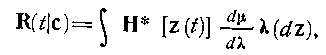 R(t|c) = ∫ H* [z(t)] dμ/dλ λ(dz),